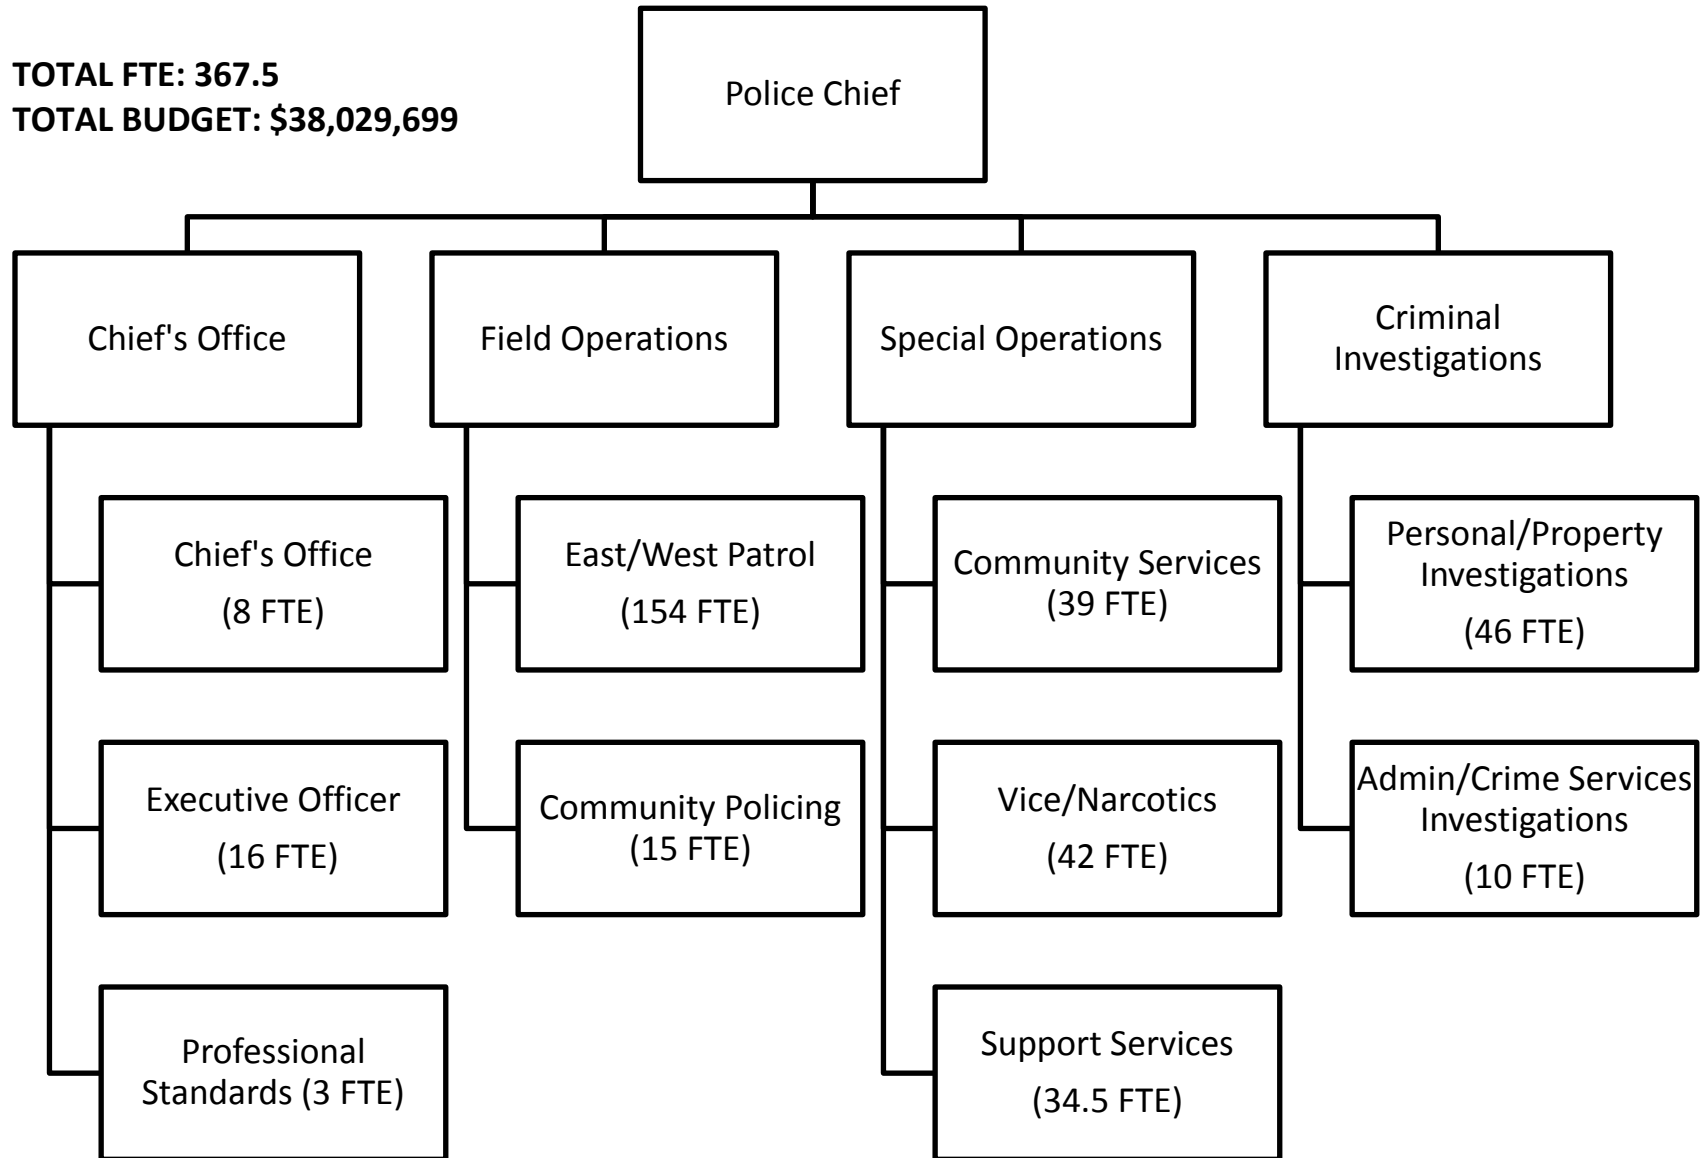 TOTAL FTE: 367.5
TOTAL BUDGET: $38,029,699
Police Chief
Chief's Office
Field Operations
Special Operations
Criminal
Investigations
Chief's Office
(8 FTE)
East/West Patrol
(154 FTE)
Community Services
(39 FTE)
Personal/Property
Investigations
(46 FTE)
Executive Officer
(16 FTE)
Community Policing
(15 FTE)
Vice/Narcotics
(42 FTE)
Admin/Crime Services
Investigations
(10 FTE)
Professional
Standards (3 FTE)
Support Services
(34.5 FTE)